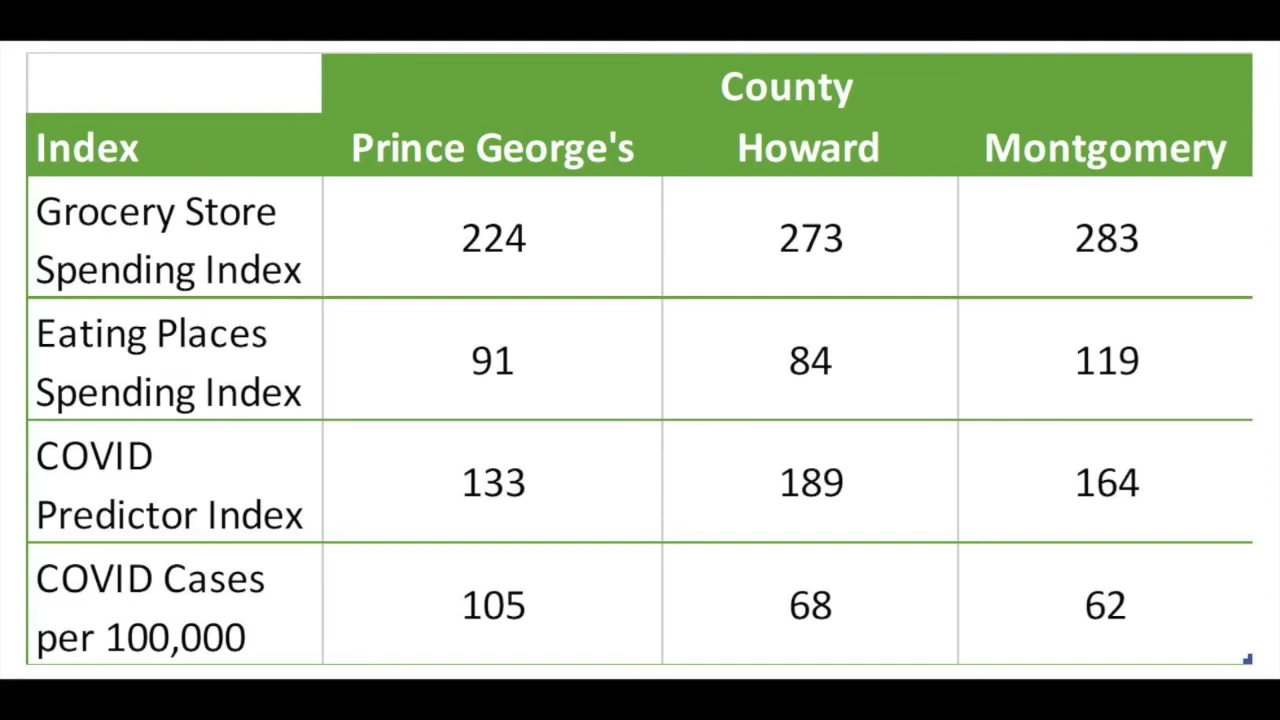 County
Index Prince George's Howard Montgomery
Grocery Store
Spending Index 224 273 283
Eating Places
Spending Index 91 84 119
COVID
Predictor Index 133 189 164
COVID Cases
per 100,000 105 68 62